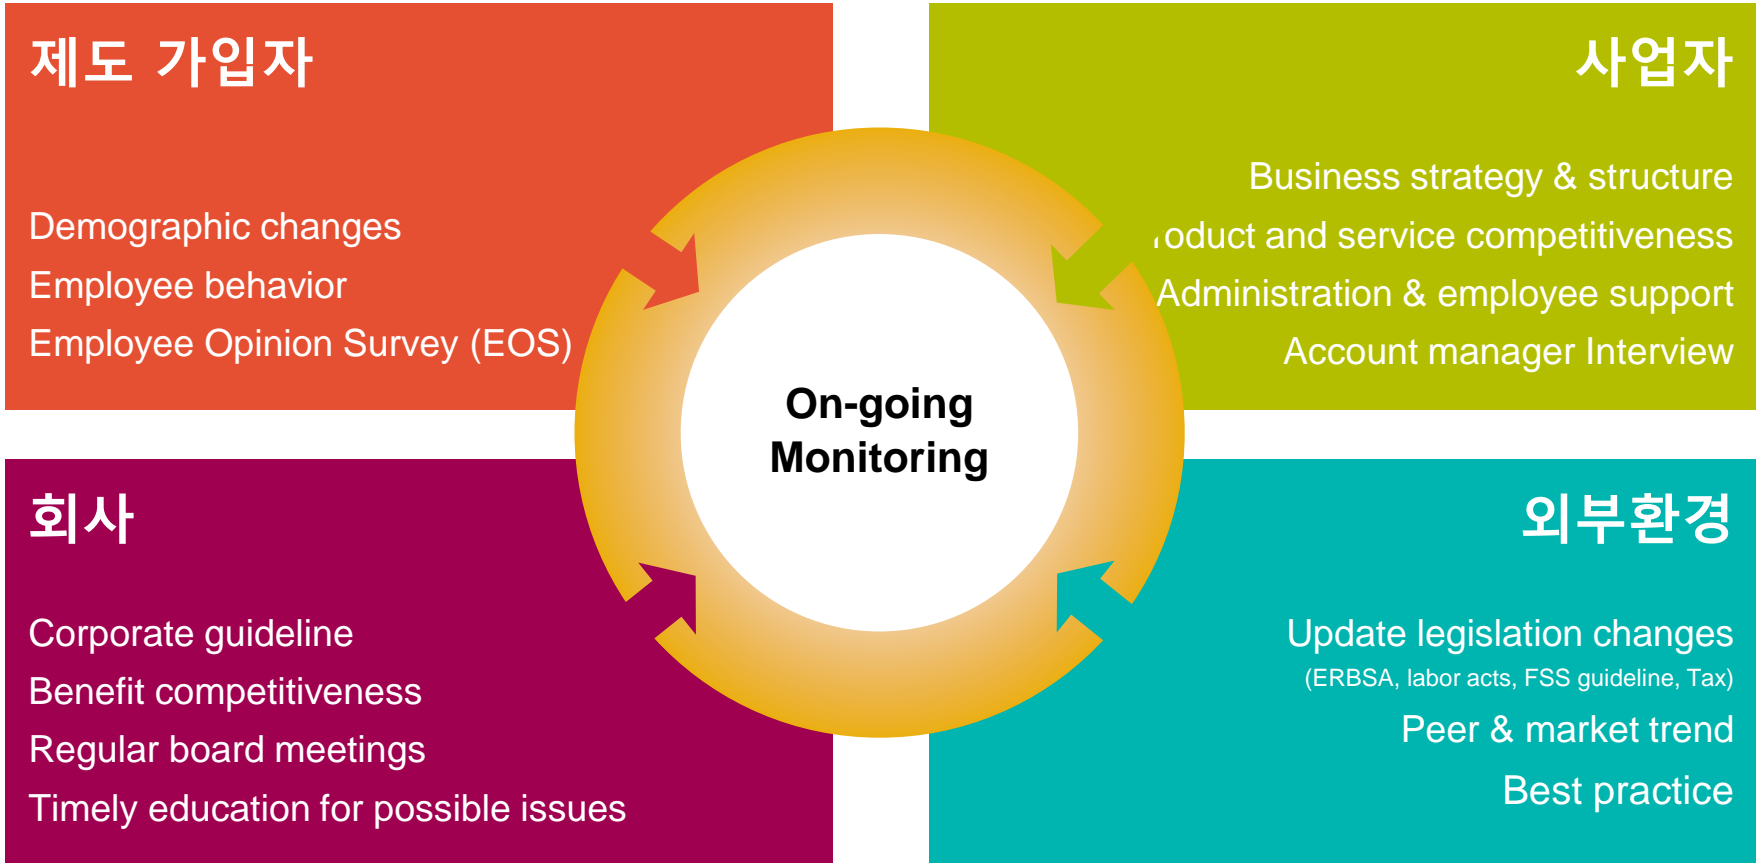 제도 가입자
Demographic changes
Employee behavior
Employee Opinion Survey (EOS)
사업자
Business strategy & structure
and service competitiveness
Administration & employee support
Account manager Interview
On-going
Monitoring
회사
Corporate guideline
Benefit competitiveness
Regular board meetings
Timely education for possible issues
외부환경
Update legislation changes
(ERBSA, labor acts, FSS guideline, Tax)
Peer & market trend
Best practice